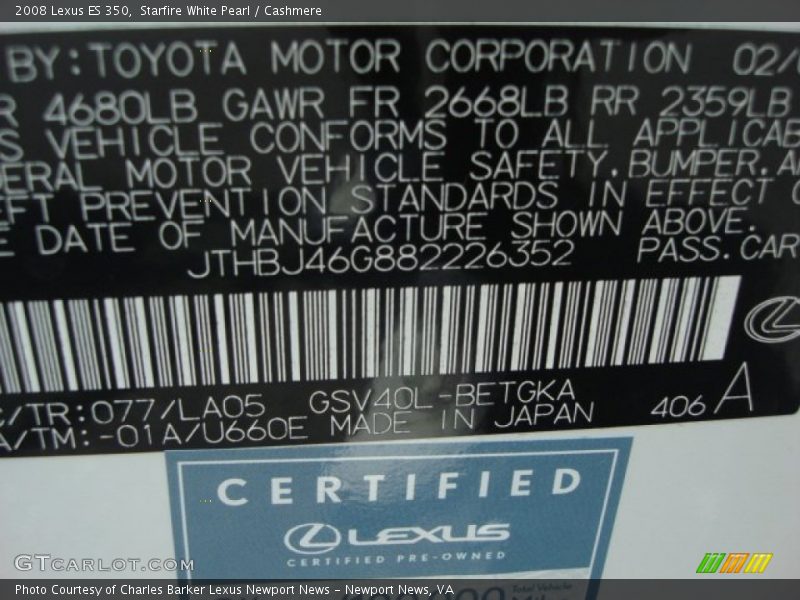 2008 Lexus ES 350, Starfire White Pearl / Cashmere
BY: TOYOTA MOTOR CORPORATION 02/
4680LB GAWR FR 2668LB RR 2359LB
VEHICLE CONFORMS TO ALL
MOTOR VEHICLE SAFETY. BUMPER.
PREVENTION STANDARDS IN EFFECT
DATE OF MANUFACTURE SHOWN ABOVE.
JTHBJ46G882226352 PASS. CAR
/TR: 077/LA05 GSV40L-BETGKA
/TM: -01A/U660E MADE IN JAPAN 406 A
CERTIFIED
LEXUS
CERTIFIED PRE-OWNED
Total Vehicle
GTcarlot.com
Photo Courtesy of Charles Barker Lexus Newport News – Newport News, VA